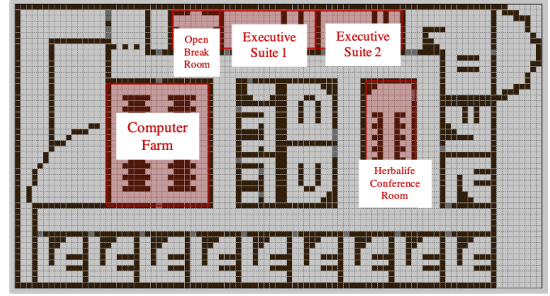 Open
Break
Room
Executive
Suite 1
Executive
Suite 2
Computer
Farm
Herbalife
Conference
Room